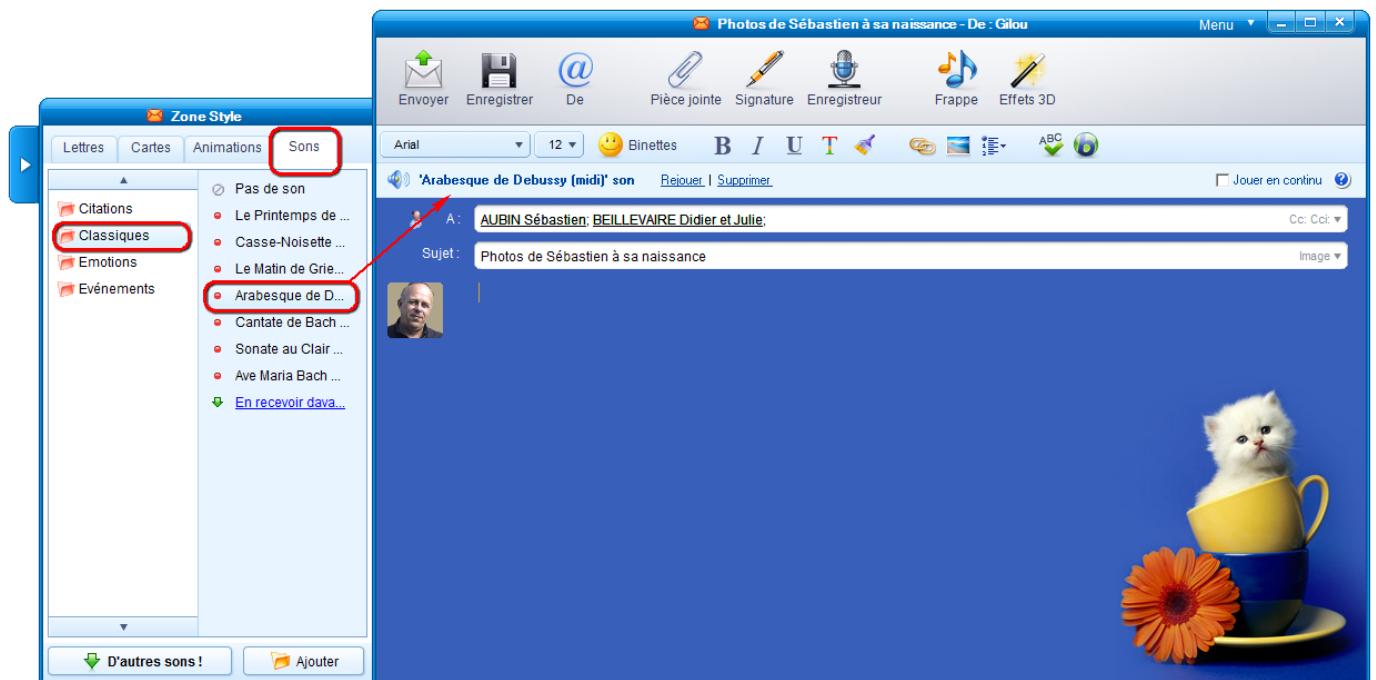 Photos de Sébastien à sa naissance - De : Gilou
Menu
Envoyer
Enregistrer
De
Pièce jointe
Signature
Enregistreur
Frappe
Effets 3D
Zone Style
Lettres
Cartes
Animations
Sons
Citations
Classiques
Emotions
Evénements
Pas de son
Le Printemps de ...
Casse-Noisette ...
Le Matin de Grie...
Arabesque de D...
Cantate de Bach ...
Sonate au Clair ...
Ave Maria Bach ...
En recevoir dava...
D'autres sons !
Ajouter
Arial
12
Binettes
B I U T
ABC
'Arabesque de Debussy (midi)' son
Rejouer | Supprimer
Jouer en continu
?
A :
AUBIN Sébastien; BEILLEVAIRE Didier et Julie;
Cc: Cci:
Sujet :
Photos de Sébastien à sa naissance
Image